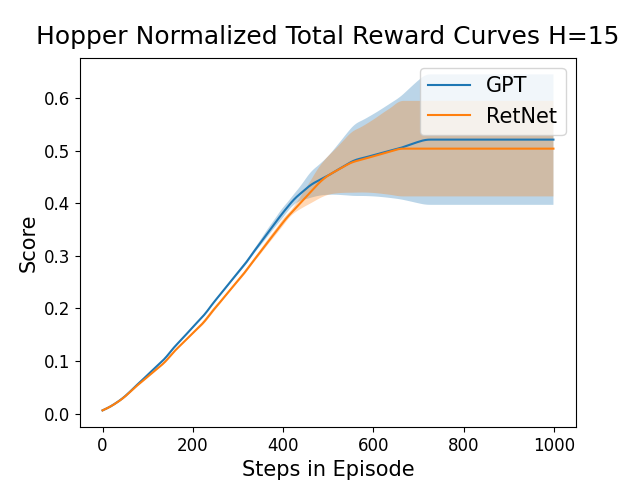 Hopper Normalized Total Reward Curves H=15
GPT
RetNet
Score
0.6
0.5
0.4
0.3
0.2
0.1
0.0
0 200 400 600 800 1000
Steps in Episode